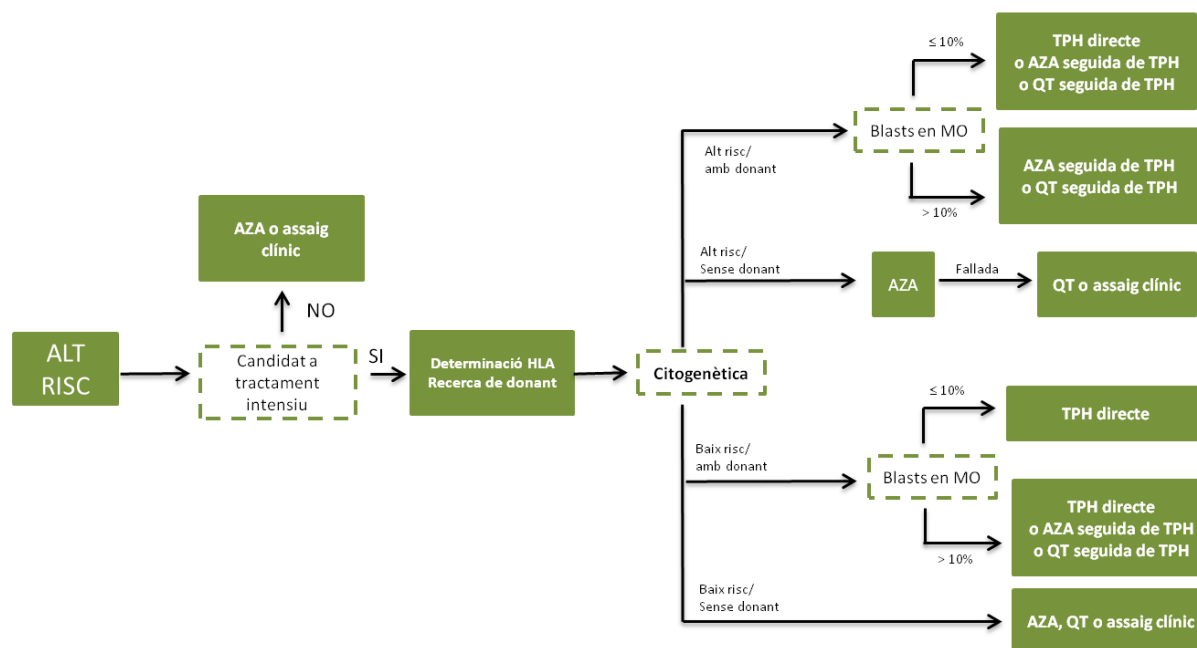 ALT
RISC
Candidat a
tractament
intensiu
NO
AZA o assaig
clínic
SI
Determinació HLA
Recerca de donant
Citogenètica
Alt risc/
amb donant
Blasts en MO
≤ 10%
TPH directe
o AZA seguida de TPH
o QT seguida de TPH
> 10%
AZA seguida de TPH
o QT seguida de TPH
Alt risc/
Sense donant
AZA
Fallada
QT o assaig clínic
Baix risc/
amb donant
Blasts en MO
≤ 10%
TPH directe
> 10%
TPH directe
o AZA seguida de TPH
o QT seguida de TPH
Baix risc/
Sense donant
AZA, QT o assaig clínic